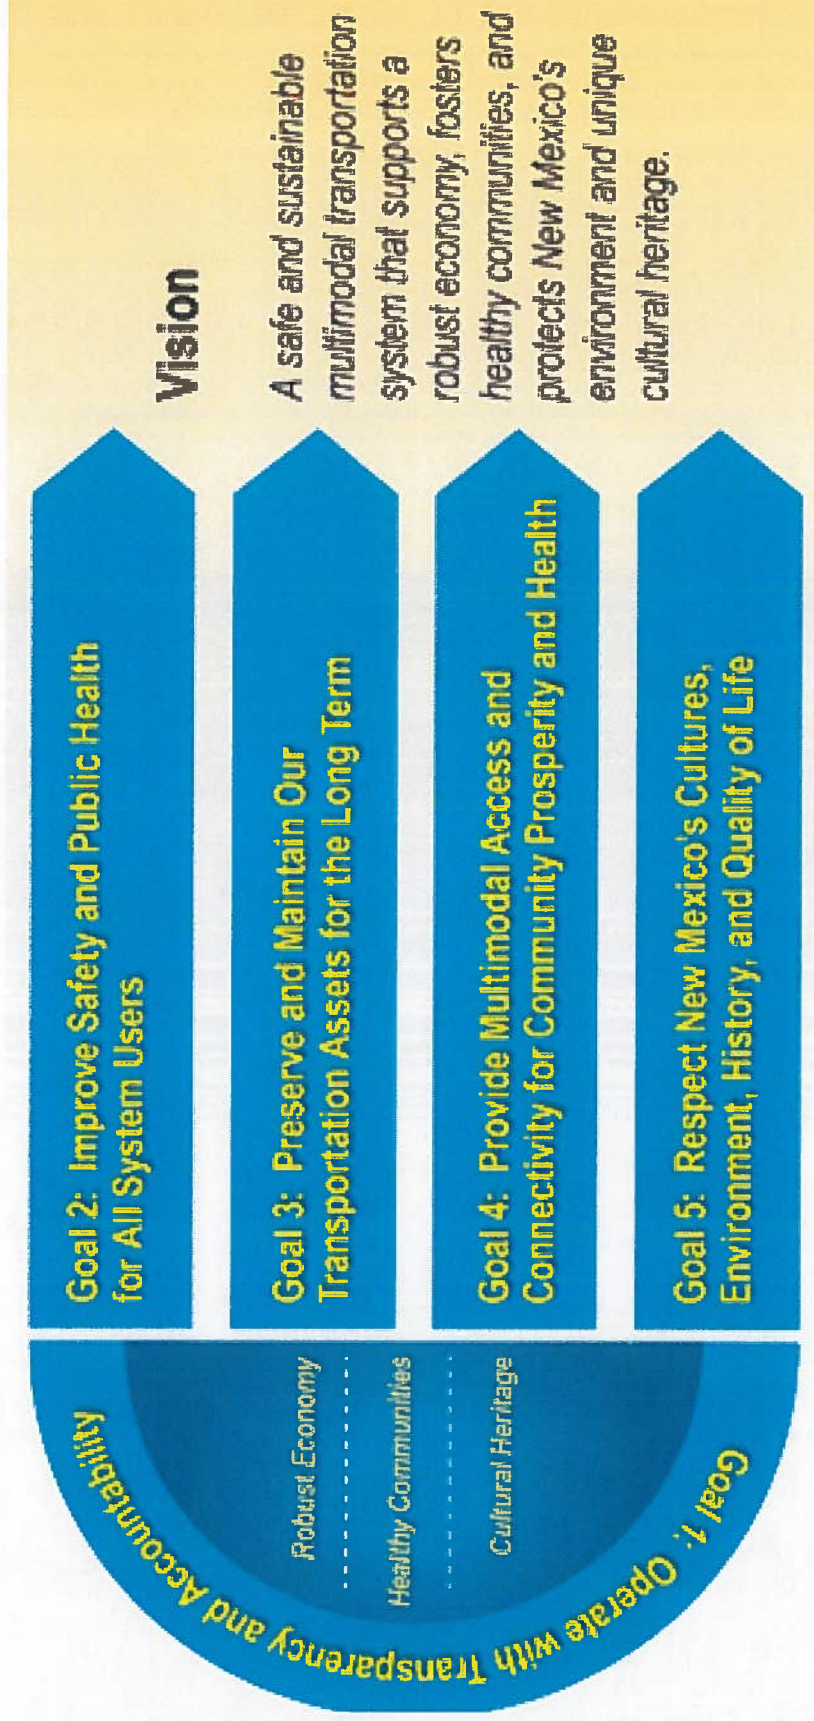 Goal 1: Operate with Transparency and Accountability
Robust Economy
Healthy Communities
Cultural Heritage
Goal 2: Improve Safety and Public Health
for All System Users
Goal 3: Preserve and Maintain Our
Transportation Assets for the Long Term
Goal 4: Provide Multimodal Access and
Connectivity for Community Prosperity and Health
Goal 5: Respect New Mexico's Cultures,
Environment, History, and Quality of Life
Vision
A safe and sustainable
multimodal transportation
system that supports a
robust economy, fosters
healthy communities, and
protects New Mexico's
environment and unique
cultural heritage.